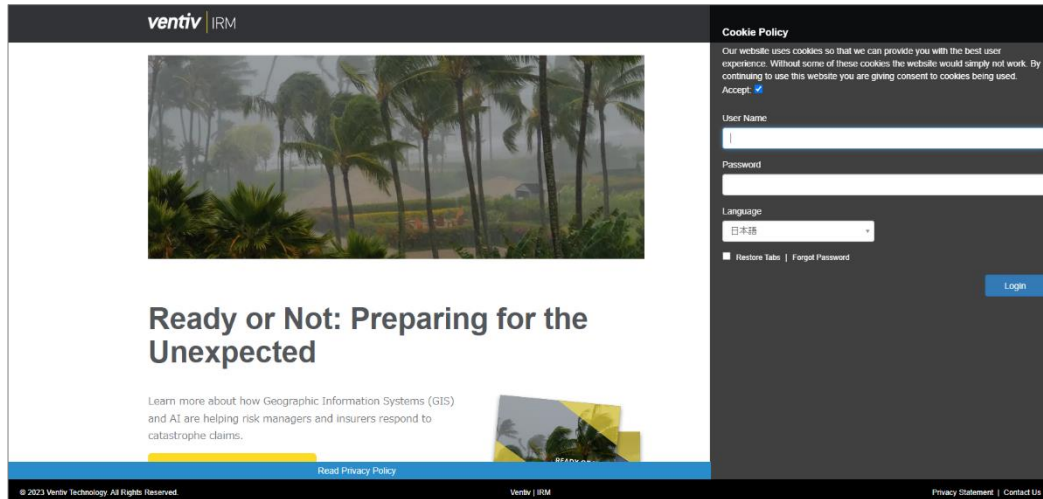 ventiv | IRM
Ready or Not: Preparing for the
Unexpected
Learn more about how Geographic Information Systems (GIS)
and AI are helping risk managers and insurers respond to
catastrophe claims.
READY OR
Read Privacy Policy
Cookie Policy
Our website uses cookies so that we can provide you with the best user
experience. Without some of these cookies the website would simply not work. By
continuing to use this website you are giving consent to cookies being used.
Accept:
User Name
Password
Language
日本語
Restore Tabs | Forgot Password
Login
© 2023 Ventiv Technology. All Rights Reserved.
Ventiv | IRM
Privacy Statement | Contact Us